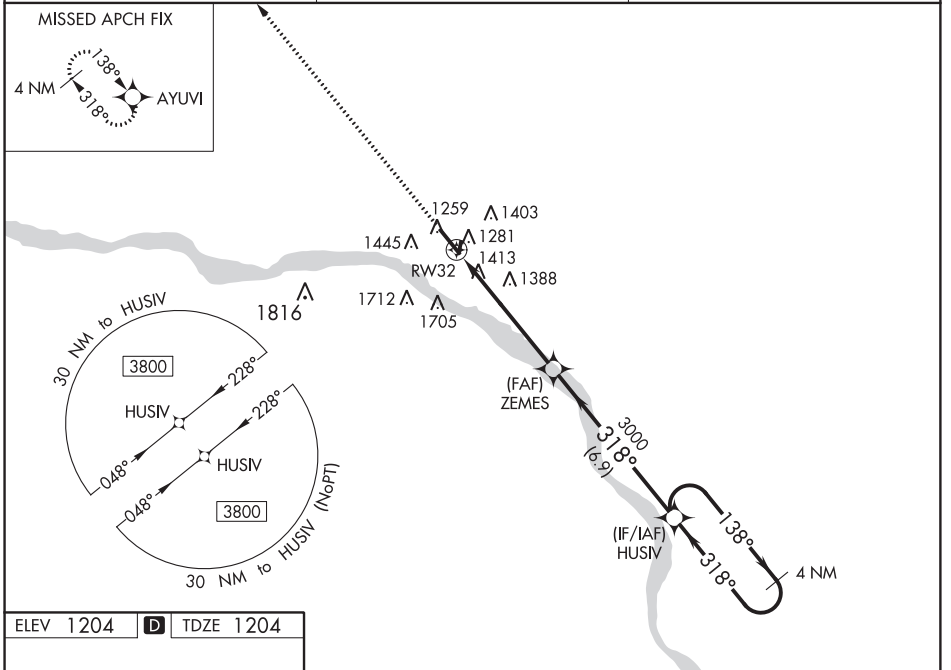 MISSED APCH FIX
138°
4 NM
318°
AYUVI
1259
1403
1445
1281
RW32
1413
1388
1712
1705
1816
30 NM to HUSIV
3800
228°
HUSIV
048°
228°
HUSIV
048°
3800
30 NM to HUSIV (NoPT)
(FAF)
ZEMES
3000
318°
(6.9)
(IF/IAF)
HUSIV
138°
318°
4 NM
ELEV 1204 D TDZE 1204